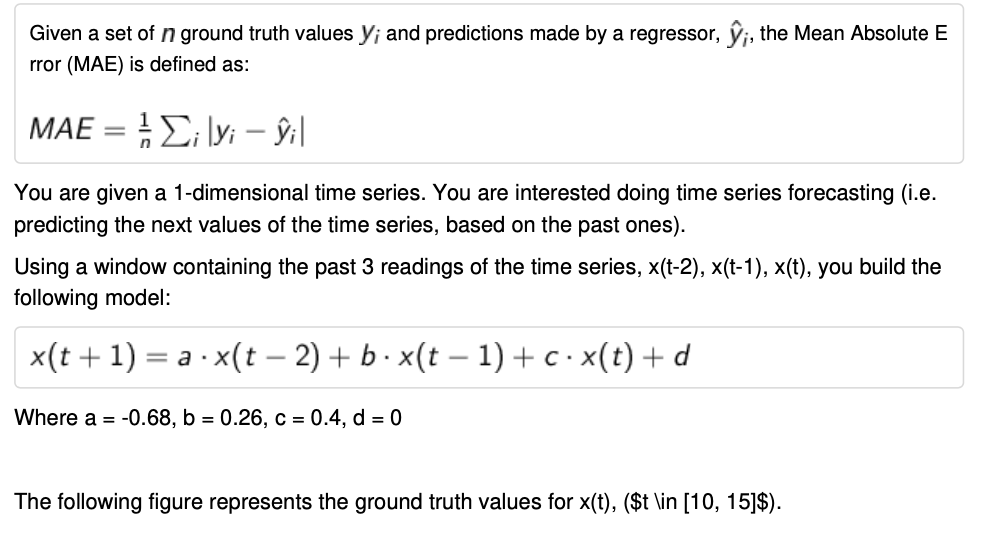 Given a set of n ground truth values yᵢ and predictions made by a regressor, ŷᵢ, the Mean Absolute E
rror (MAE) is defined as:
MAE = 1/n ∑ᵢ |yᵢ − ŷᵢ|
You are given a 1-dimensional time series. You are interested doing time series forecasting (i.e.
predicting the next values of the time series, based on the past ones).
Using a window containing the past 3 readings of the time series, x(t-2), x(t-1), x(t), you build the
following model:
x(t + 1) = a · x(t − 2) + b · x(t − 1) + c · x(t) + d
Where a = -0.68, b = 0.26, c = 0.4, d = 0
The following figure represents the ground truth values for x(t), ($t \in [10, 15]$).